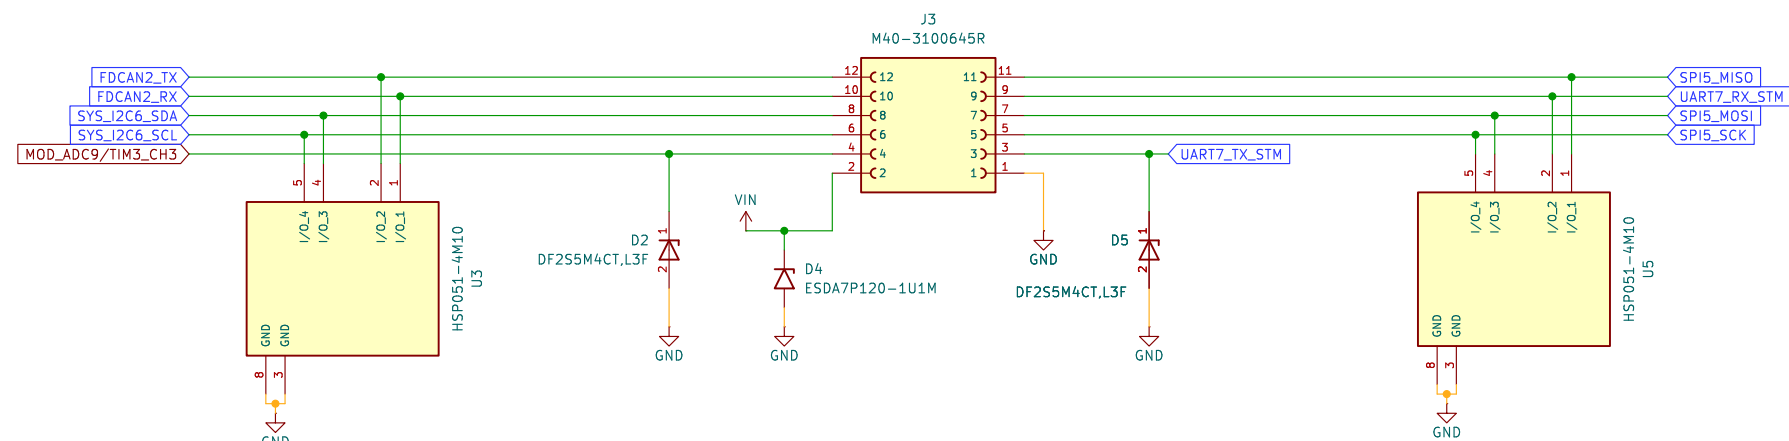 J3
M40-3100645R
FDCAN2_TX
12
12
11
11
SPI5_MISO
FDCAN2_RX
10
10
9
9
UART7_RX_STM
SYS_I2C6_SDA
8
8
7
7
SPI5_MOSI
SYS_I2C6_SCL
6
6
5
5
SPI5_SCK
MOD_ADC9/TIM3_CH3
4
4
3
3
UART7_TX_STM
2
2
1
1
5
4
2
1
I/O_4
I/O_3
I/O_2
I/O_1
HSP051-4M10
U3
GND
GND
8
3
GND
D2
DF2S5M4CT,L3F
1
2
GND
VIN
D4
ESDA7P120-1U1M
GND
GND
D5
DF2S5M4CT,L3F
1
2
GND
5
4
2
1
I/O_4
I/O_3
I/O_2
I/O_1
HSP051-4M10
U5
GND
GND
8
3
GND